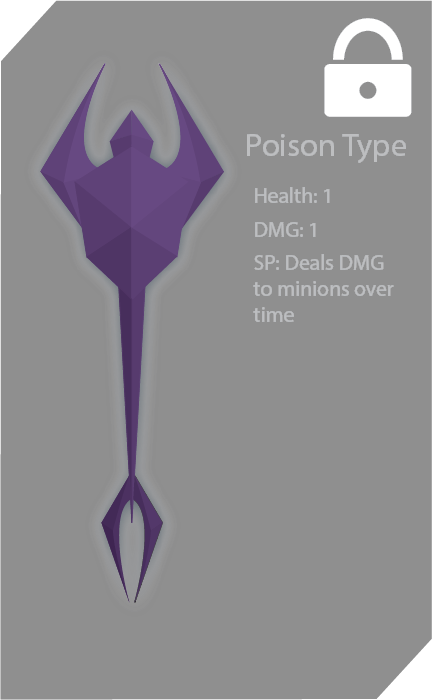 Poison Type
Health: 1
DMG: 1
SP: Deals DMG
to minions over
time